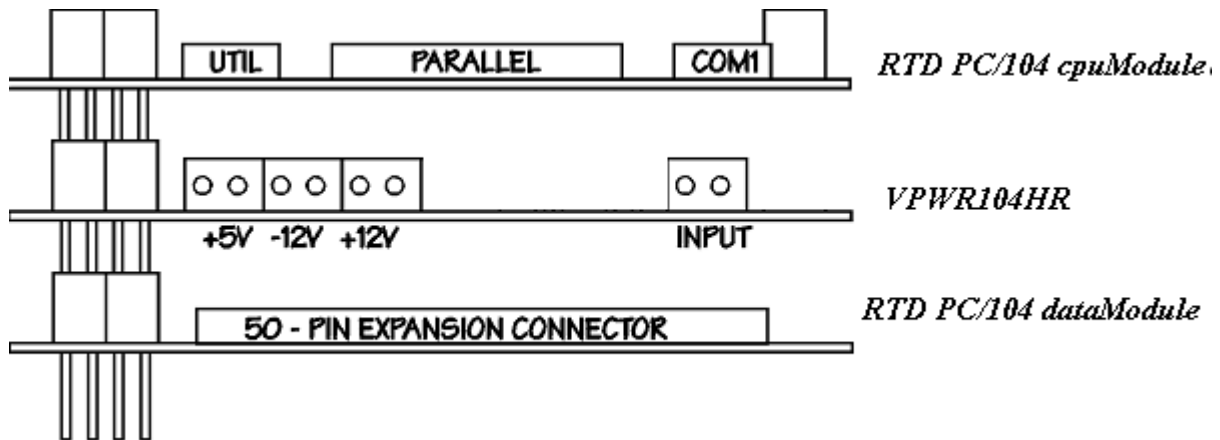 UTIL PARALLEL COM1 RTD PC/104 cpuModule
VPWR104HR
+5V -12V +12V INPUT
50 - PIN EXPANSION CONNECTOR RTD PC/104 dataModule